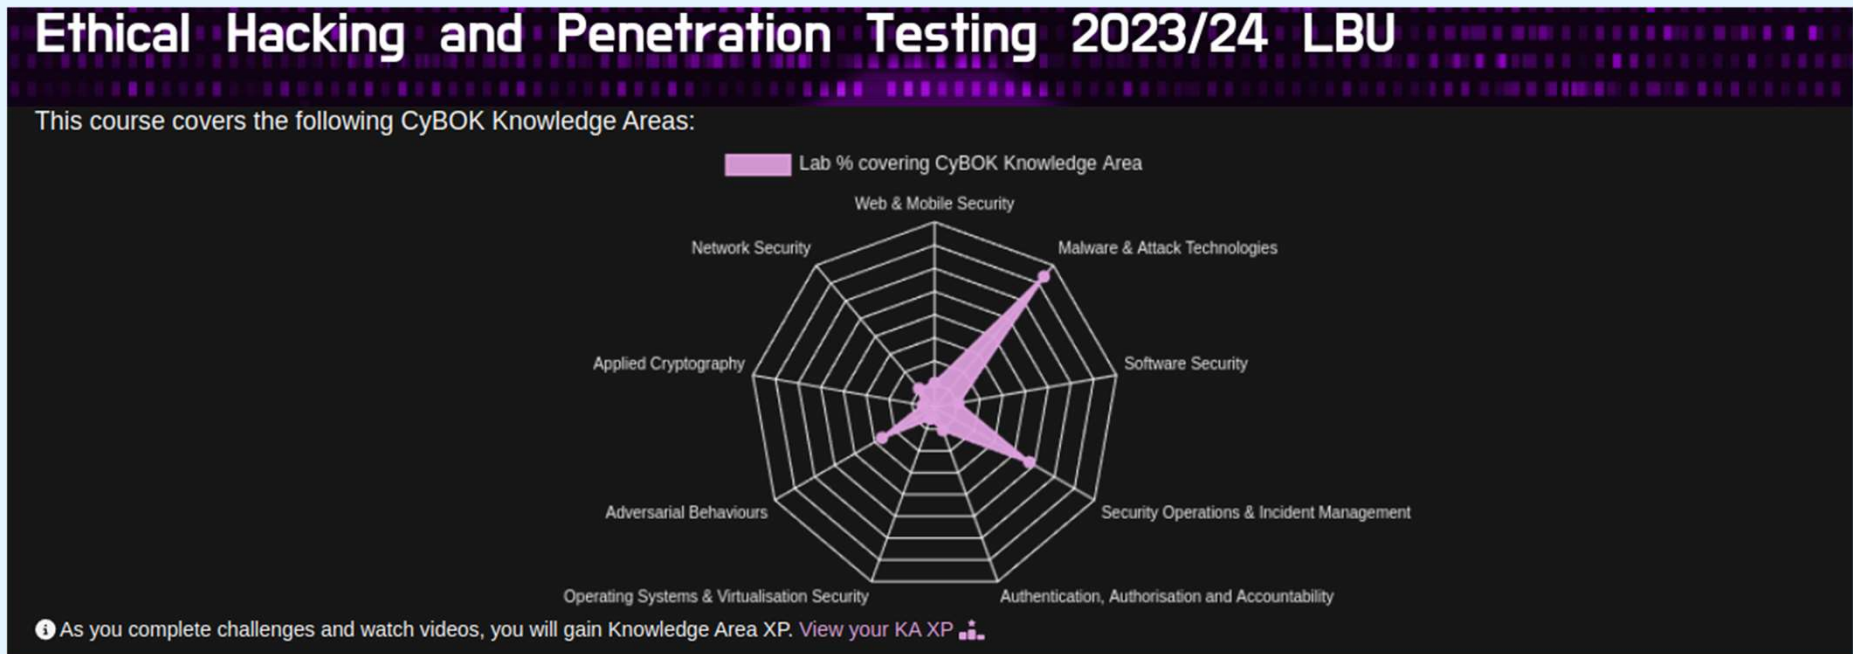 Ethical Hacking and Penetration Testing 2023/24 LBU
This course covers the following CyBOK Knowledge Areas:
Lab % covering CyBOK Knowledge Area
Web & Mobile Security
Network Security
Malware & Attack Technologies
Applied Cryptography
Software Security
Adversarial Behaviours
Security Operations & Incident Management
Operating Systems & Virtualisation Security
Authentication, Authorisation and Accountability
As you complete challenges and watch videos, you will gain Knowledge Area XP. View your KA XP